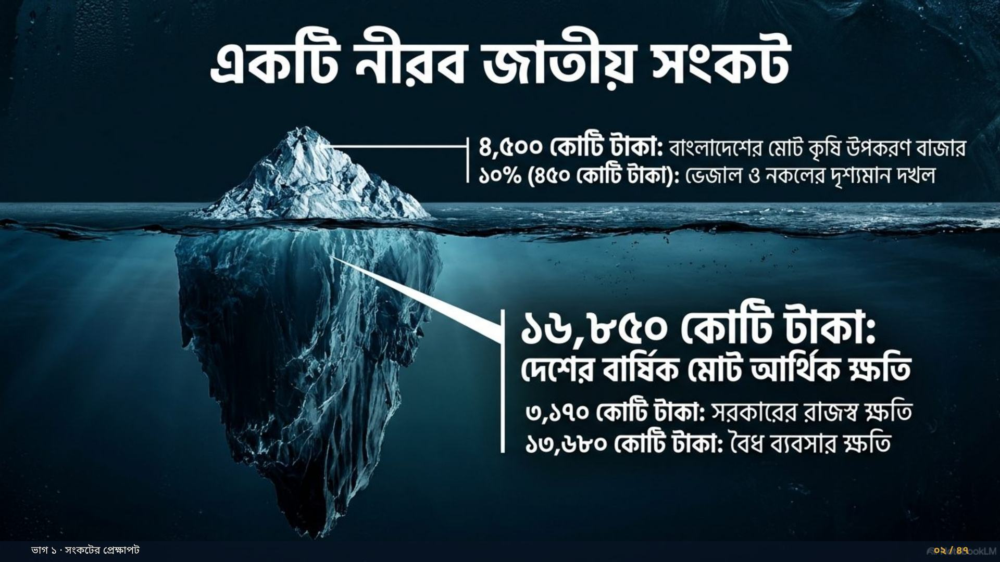 একটি নীরব জাতীয় সংকট
৪,৫০০ কোটি টাকা: বাংলাদেশের মোট কৃষি উপকরণ বাজার
১০% (৪৫০ কোটি টাকা): ভেজাল ও নকলের দৃশ্যমান দখল
১৬,৮৫০ কোটি টাকা:
দেশের বার্ষিক মোট আর্থিক ক্ষতি
৩,১৭০ কোটি টাকা: সরকারের রাজস্ব ক্ষতি
১৩,৬৮০ কোটি টাকা: বৈধ ব্যবসার ক্ষতি
ভাগ ১ · সংকটের প্রেক্ষাপট
০২ / ৪৭
NotebookLM